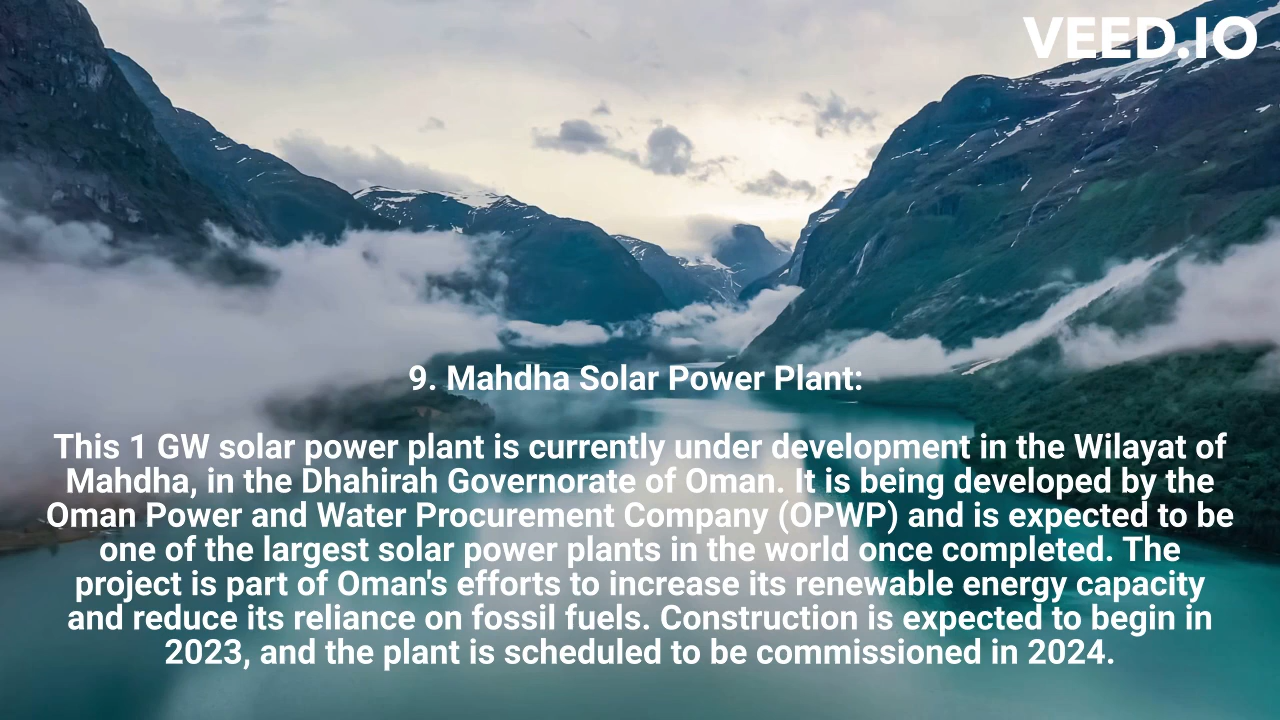 VEED.IO
9. Mahdha Solar Power Plant:
This 1 GW solar power plant is currently under development in the Wilayat of
Mahdha, in the Dhahirah Governorate of Oman. It is being developed by the
Oman Power and Water Procurement Company (OPWP) and is expected to be
one of the largest solar power plants in the world once completed. The
project is part of Oman's efforts to increase its renewable energy capacity
and reduce its reliance on fossil fuels. Construction is expected to begin in
2023, and the plant is scheduled to be commissioned in 2024.